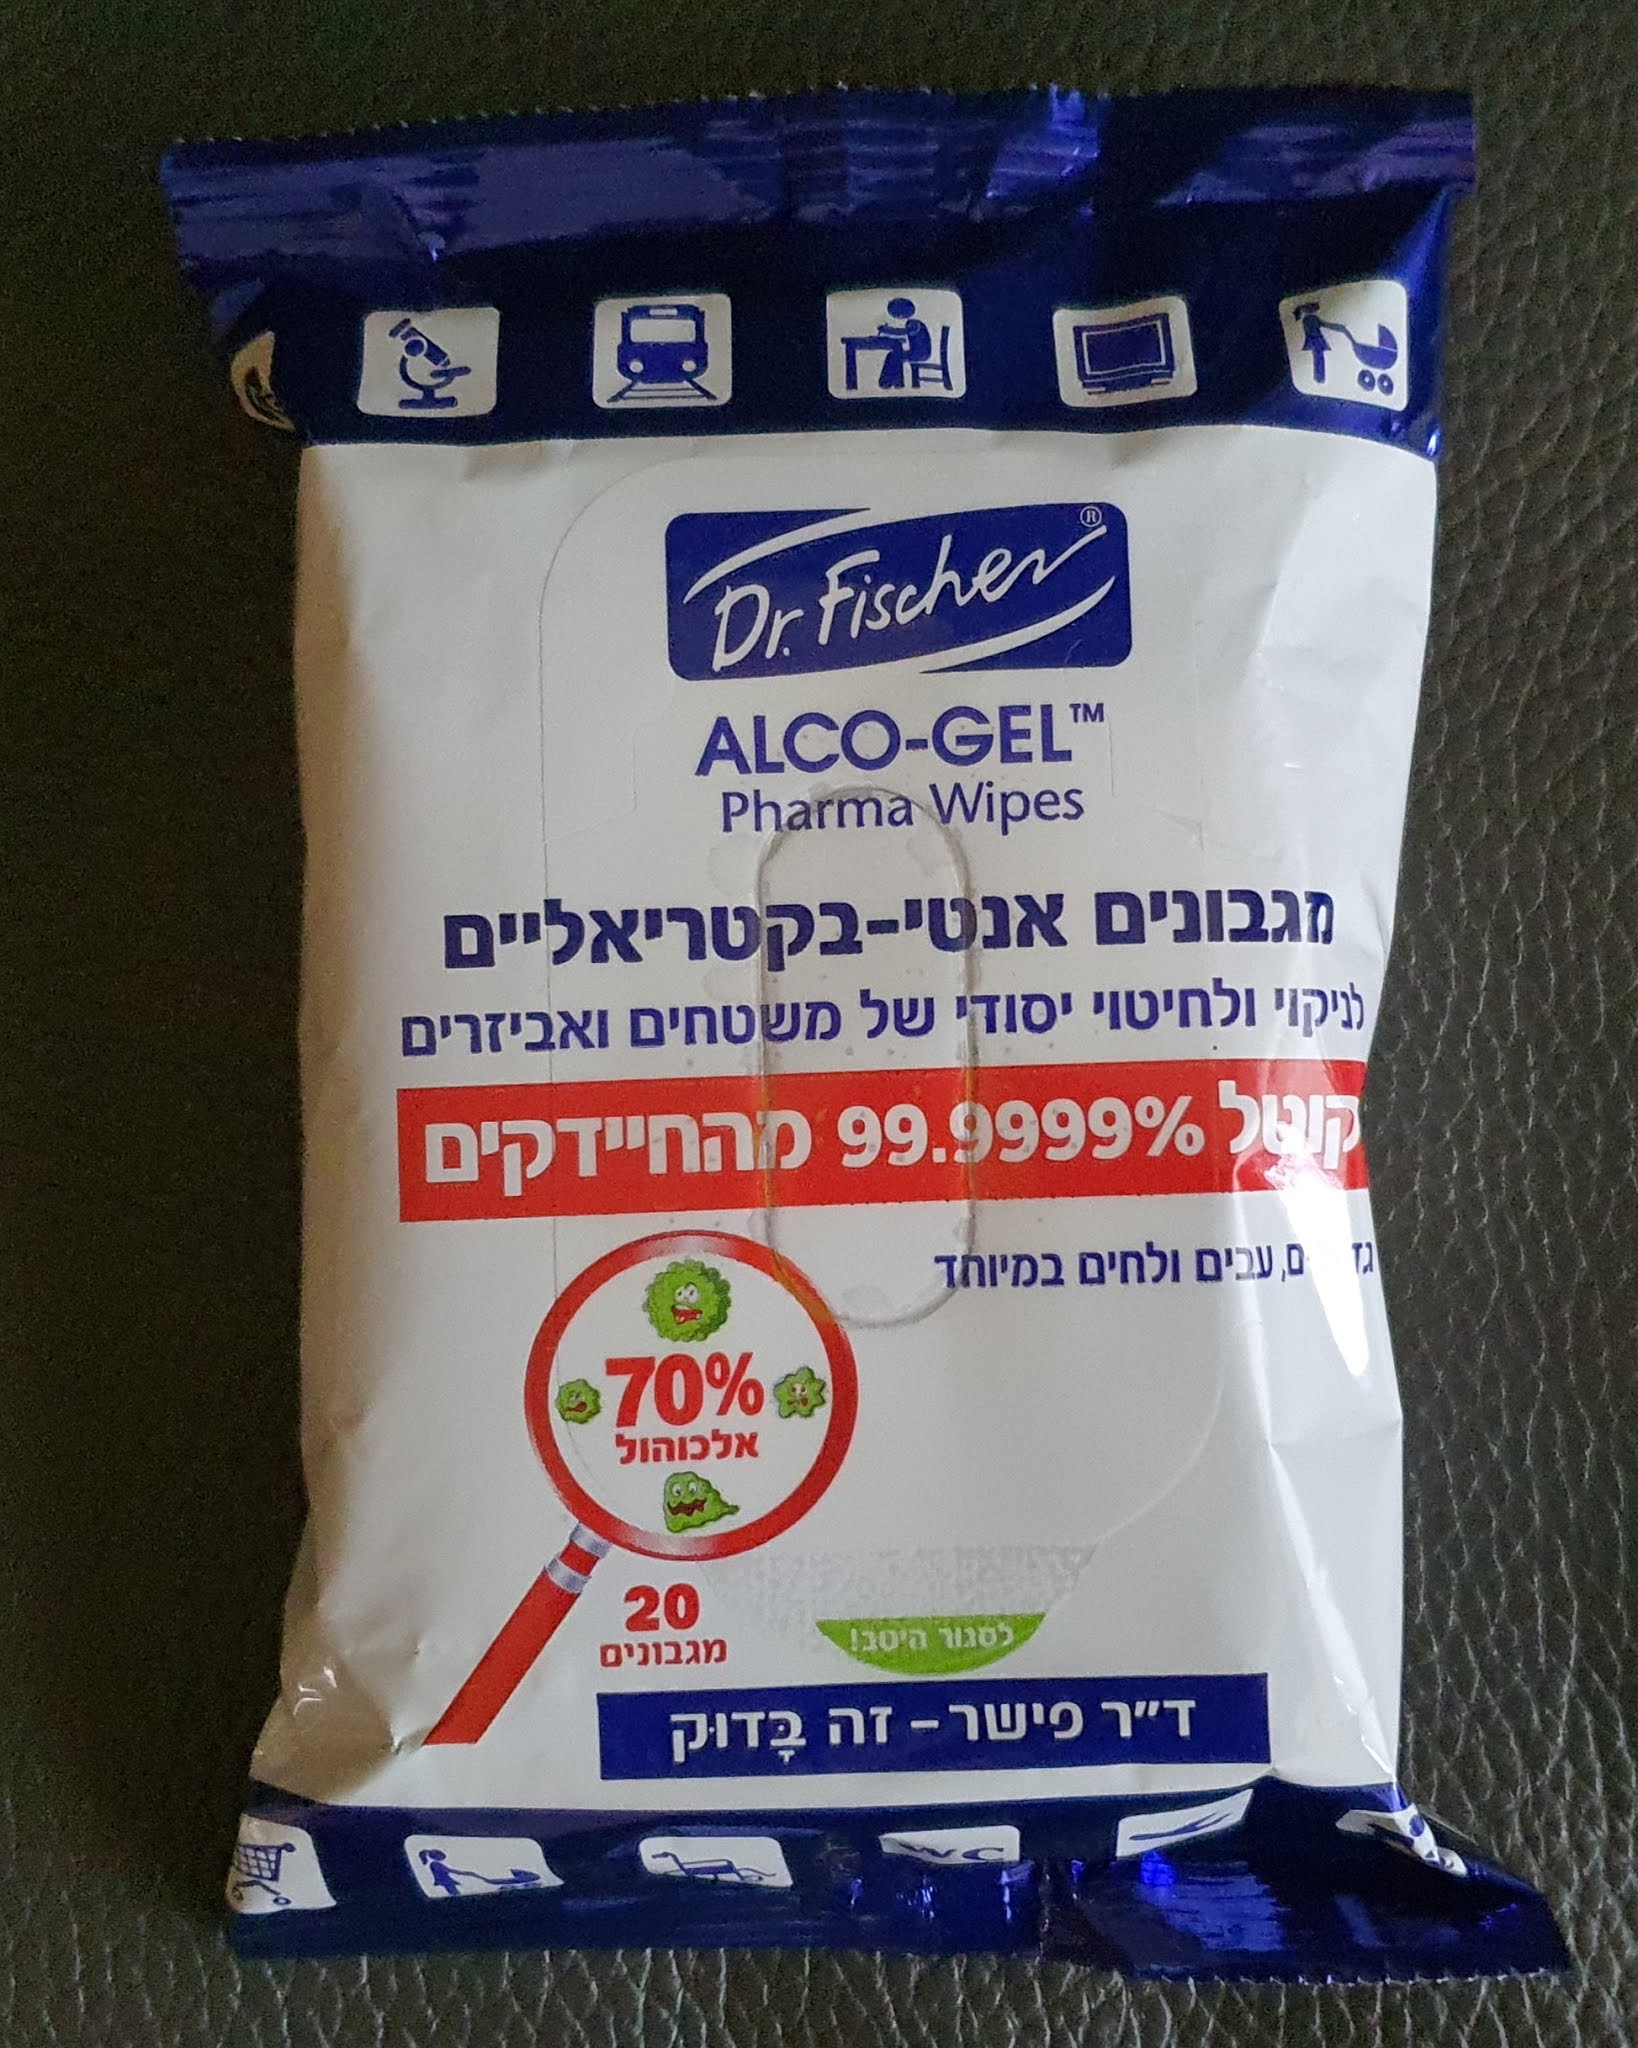 Dr. Fischer®
ALCO-GEL™
Pharma Wipes
מגבונים אנטי-בקטריאליים
לניקוי ולחיטוי יסודי של משטחים ואביזרים
קוטל 99.9999% מהחיידקים
עבים ולחים במיוחד
70%
אלכוהול
20
מגבונים
לסגור היטב!
ד״ר פישר - זה בָּדוּק
WC